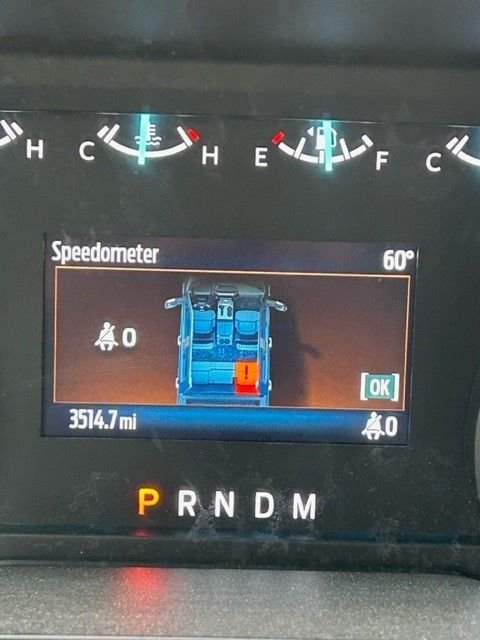 H C H E F C
Speedometer 60°
!
0
OK
3514.7 mi 0
P R N D M